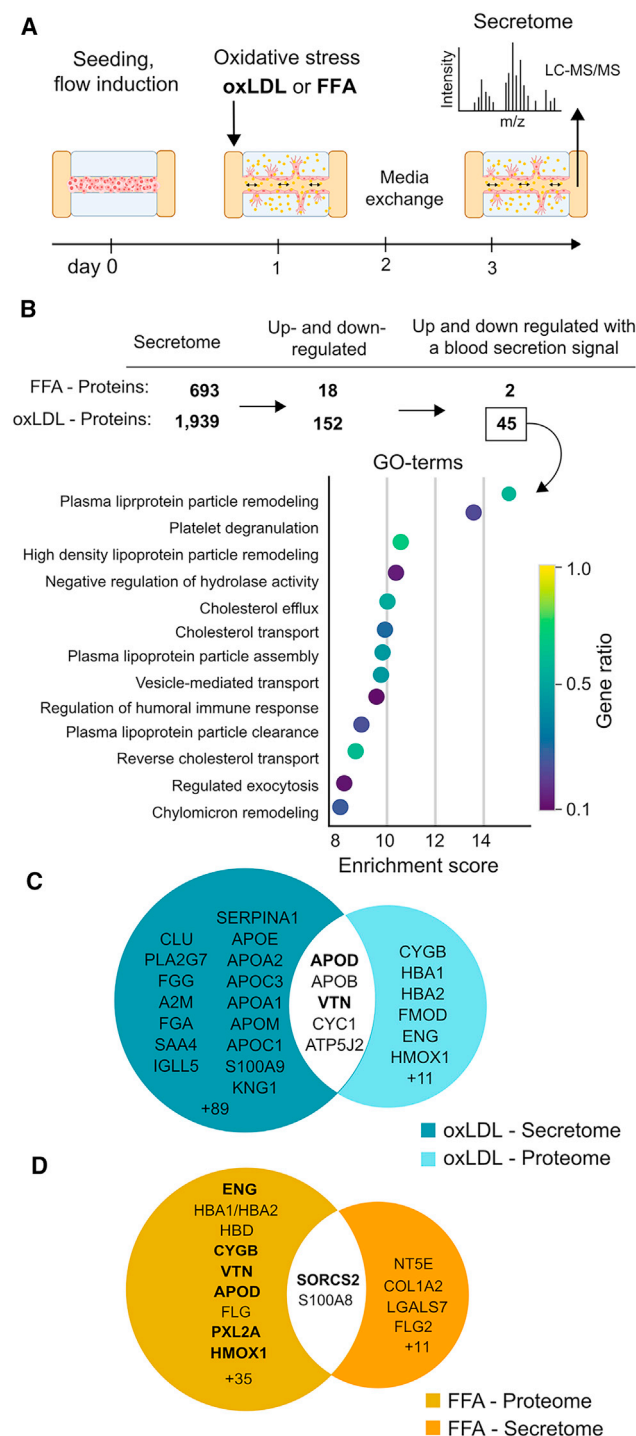 A
Seeding,
flow induction
Oxidative stress
oxLDL or FFA
Secretome
Intensity
m/z
LC-MS/MS
Media
exchange
day 0
1
2
3
B
Secretome
Up- and down-
regulated
Up and down regulated with
a blood secretion signal
FFA - Proteins: 693 18 2
oxLDL - Proteins: 1,939 152 45
GO-terms
Plasma liprprotein particle remodeling
Platelet degranulation
High density lipoprotein particle remodeling
Negative regulation of hydrolase activity
Cholesterol efflux
Cholesterol transport
Plasma lipoprotein particle assembly
Vesicle-mediated transport
Regulation of humoral immune response
Plasma lipoprotein particle clearance
Reverse cholesterol transport
Regulated exocytosis
Chylomicron remodeling
8 10 12 14
Enrichment score
1.0
0.5
0.1
Gene ratio
C
CLU
PLA2G7
FGG
A2M
FGA
SAA4
IGLL5
SERPINA1
APOE
APOA2
APOC3
APOA1
APOM
APOC1
S100A9
KNG1
+89
APOD
APOB
VTN
CYC1
ATP5J2
CYGB
HBA1
HBA2
FMOD
ENG
HMOX1
+11
oxLDL - Secretome
oxLDL - Proteome
D
ENG
HBA1/HBA2
HBD
CYGB
VTN
APOD
FLG
PXL2A
HMOX1
+35
SORCS2
S100A8
NT5E
COL1A2
LGALS7
FLG2
+11
FFA - Proteome
FFA - Secretome